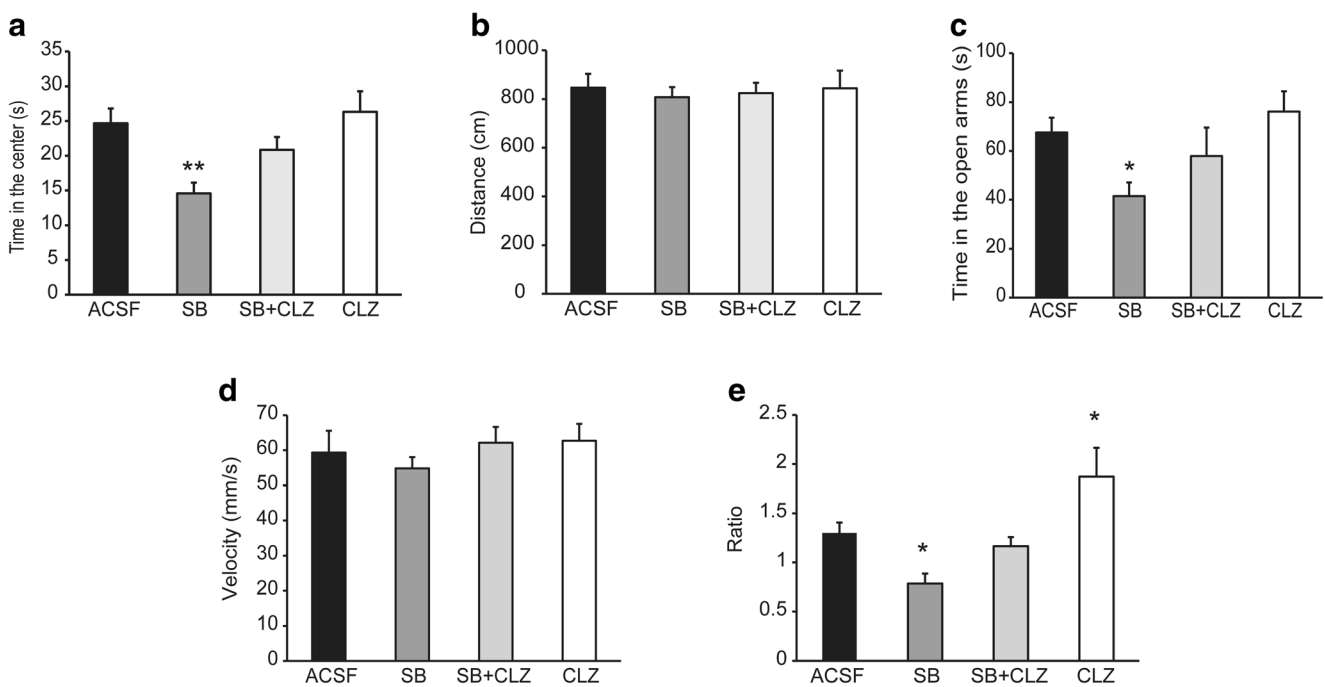 a
Time in the center (s)
35
30
25
20
15
10
5
0
**
ACSF SB SB+CLZ CLZ
b
Distance (cm)
1000
800
600
400
200
0
ACSF SB SB+CLZ CLZ
c
Time in the open arms (s)
100
80
60
40
20
0
*
ACSF SB SB+CLZ CLZ
d
Velocity (mm/s)
70
60
50
40
30
20
10
0
ACSF SB SB+CLZ CLZ
e
Ratio
2.5
2
1.5
1
0.5
0
*
*
ACSF SB SB+CLZ CLZ